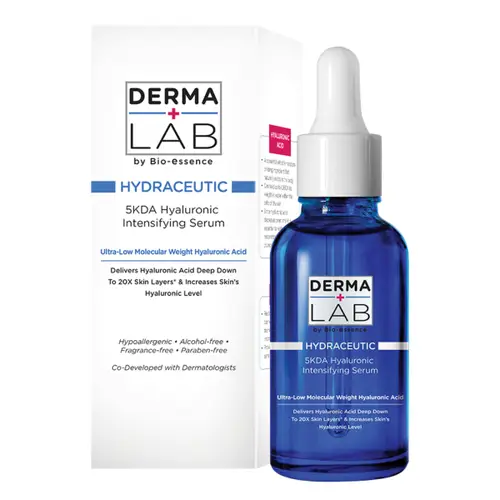 DERMA
LAB
by Bio-essence
HYDRACEUTIC
5KDA Hyaluronic
Intensifying Serum
Ultra-Low Molecular Weight Hyaluronic Acid
Delivers Hyaluronic Acid Deep Down
To 20X Skin Layers* & Increases Skin's
Hyaluronic Level
Hypoallergenic • Alcohol-free •
Fragrance-free • Paraben-free
Co-Developed with Dermatologists
HYALURONIC
ACID
DERMA
LAB
by Bio-essence
HYDRACEUTIC
5KDA Hyaluronic
Intensifying Serum
Ultra-Low Molecular Weight Hyaluronic Acid
Delivers Hyaluronic Acid Deep Down
To 20X Skin Layers* & Increases Skin's
Hyaluronic Level